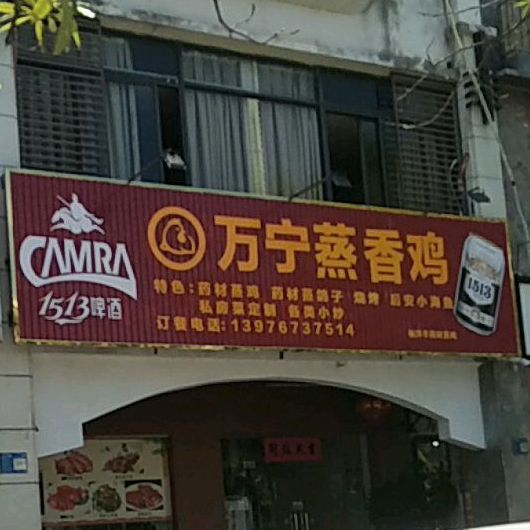 CAMRA
1513啤酒
万宁蒸香鸡
特色:药材蒸鸡 药材蒸鸽子 烧烤 后安小海鱼
私房菜定制 各类小炒
订餐电话:13976737514
1513